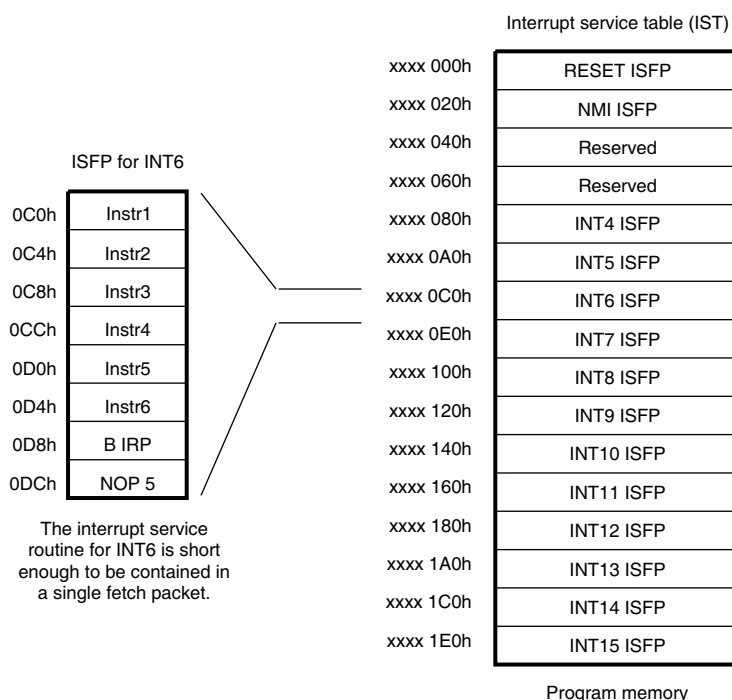 Interrupt service table (IST)
xxxx 000h RESET ISFP
xxxx 020h NMI ISFP
xxxx 040h Reserved
xxxx 060h Reserved
xxxx 080h INT4 ISFP
xxxx 0A0h INT5 ISFP
xxxx 0C0h INT6 ISFP
xxxx 0E0h INT7 ISFP
xxxx 100h INT8 ISFP
xxxx 120h INT9 ISFP
xxxx 140h INT10 ISFP
xxxx 160h INT11 ISFP
xxxx 180h INT12 ISFP
xxxx 1A0h INT13 ISFP
xxxx 1C0h INT14 ISFP
xxxx 1E0h INT15 ISFP
Program memory
ISFP for INT6
0C0h Instr1
0C4h Instr2
0C8h Instr3
0CCh Instr4
0D0h Instr5
0D4h Instr6
0D8h B IRP
0DCh NOP 5
The interrupt service
routine for INT6 is short
enough to be contained in
a single fetch packet.